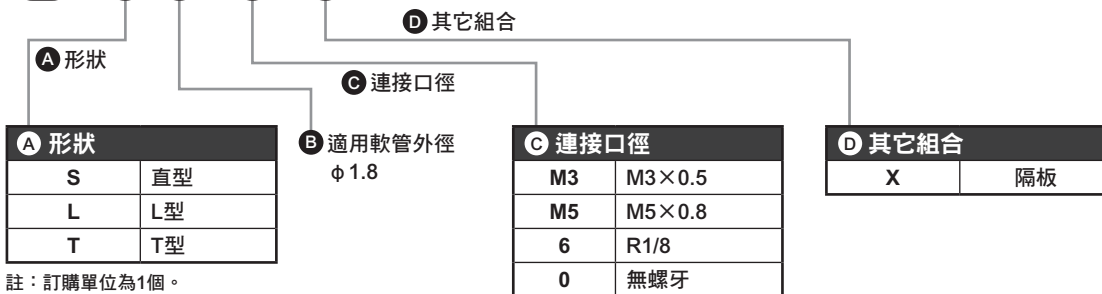 D 其它組合
A 形狀
C 連接口徑
A 形狀
S 直型
L L型
T T型
註：訂購單位為1個。
B 適用軟管外徑
φ1.8
C 連接口徑
M3 M3×0.5
M5 M5×0.8
6 R1/8
0 無螺牙
D 其它組合
X 隔板